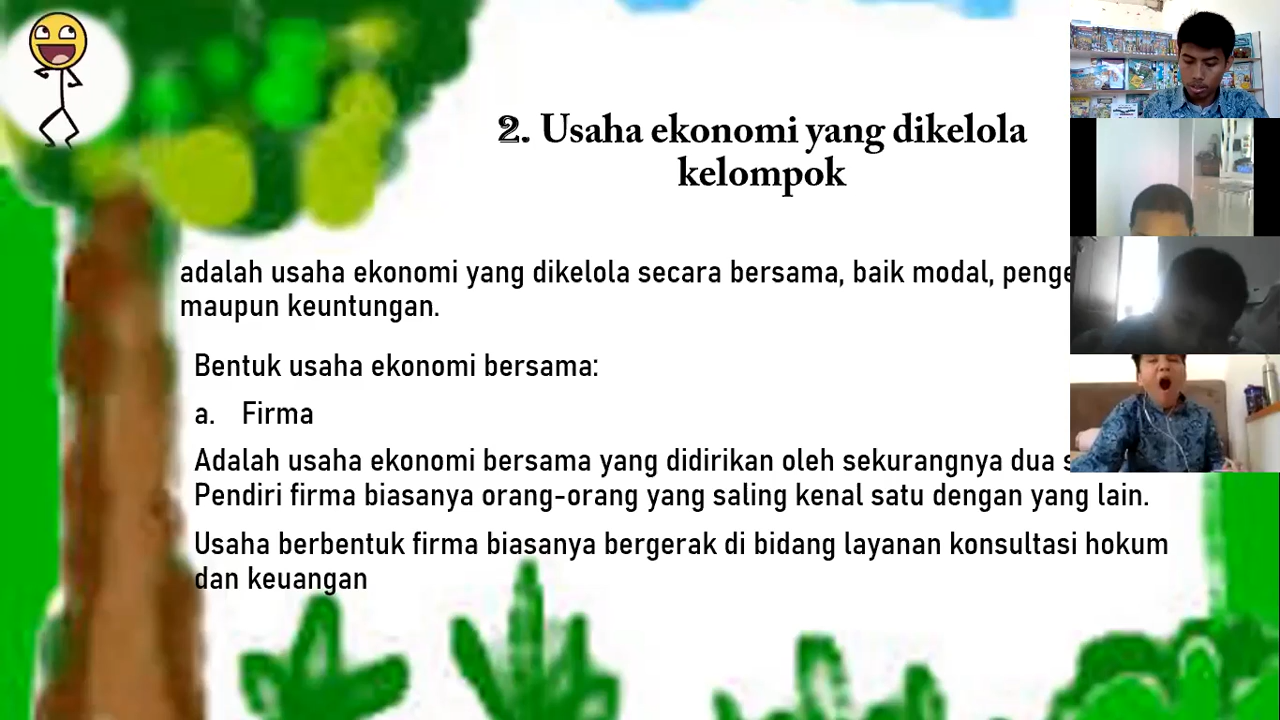 2. Usaha ekonomi yang dikelola
kelompok
adalah usaha ekonomi yang dikelola secara bersama, baik modal,
maupun keuntungan.
Bentuk usaha ekonomi bersama:
a. Firma
Adalah usaha ekonomi bersama yang didirikan oleh sekurangnya dua
Pendiri firma biasanya orang-orang yang saling kenal satu dengan yang lain.
Usaha berbentuk firma biasanya bergerak di bidang layanan konsultasi hokum
dan keuangan